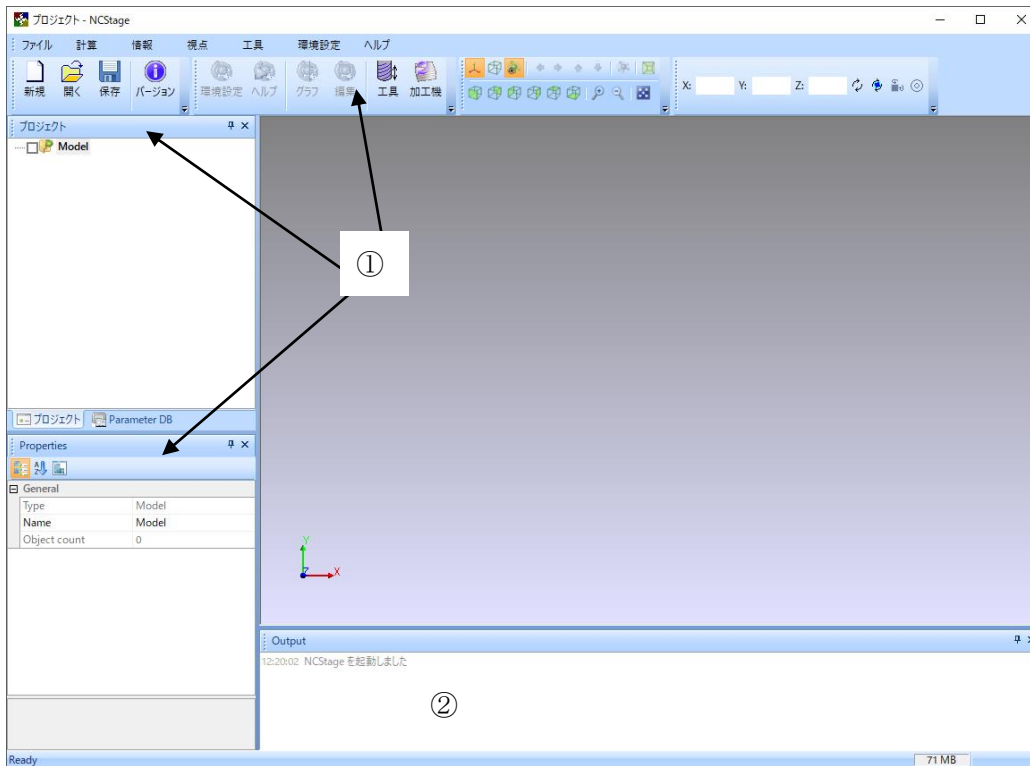 プロジェクト - NCStage
ファイル 計算 情報 視点 工具 環境設定 ヘルプ
新規 開く 保存 バージョン 環境設定 ヘルプ グラフ 編集 工具 加工機 X: Y: Z:
プロジェクト
Model
①
プロジェクト Parameter DB
Properties
General
Type Model
Name Model
Object count 0
Y
Z X
Output
12:20:02 NCStage を起動しました
②
Ready 71 MB